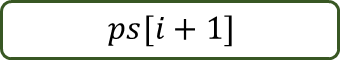 ps[i + 1]